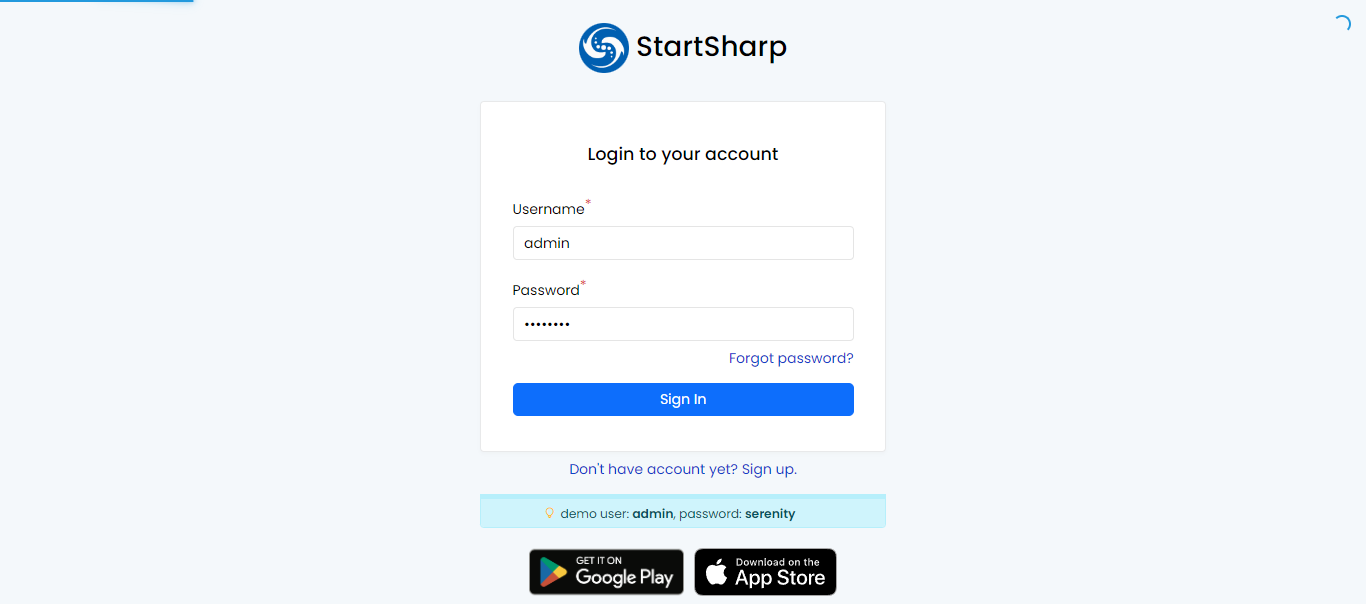 StartSharp
Login to your account
Username*
admin
Password*
••••••••
Forgot password?
Sign In
Don't have account yet? Sign up.
demo user: admin, password: serenity
GET IT ON
Google Play
Download on the
App Store